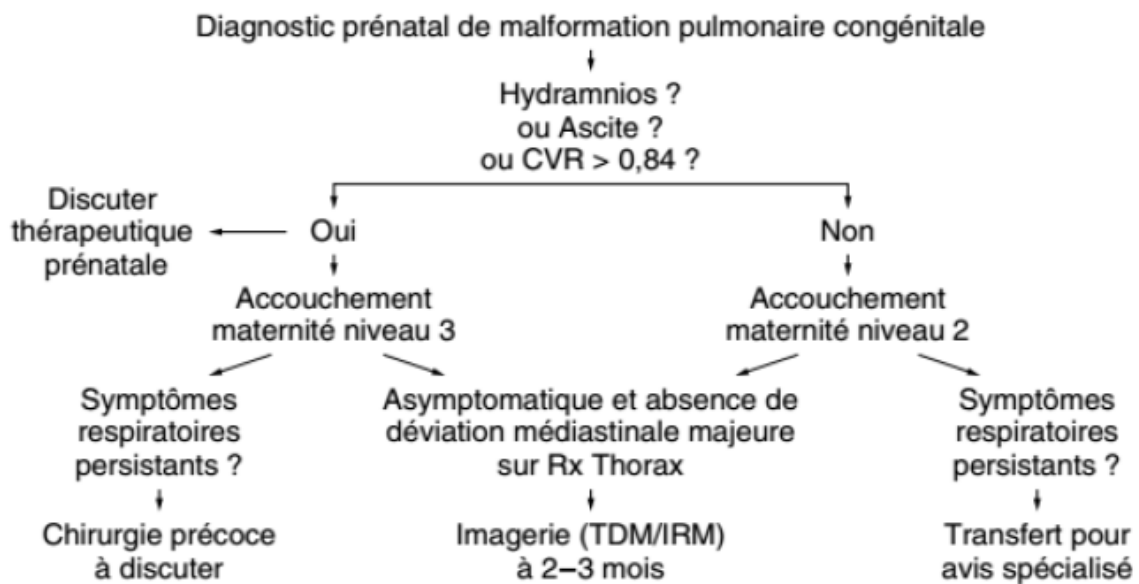 Diagnostic prénatal de malformation pulmonaire congénitale
Hydramnios ?
ou Ascite ?
ou CVR > 0,84 ?
Discuter
thérapeutique
prénatale
Oui
Non
Accouchement
maternité niveau 3
Accouchement
maternité niveau 2
Symptômes
respiratoires
persistants ?
Asymptomatique et absence de
déviation médiastinale majeure
sur Rx Thorax
Symptômes
respiratoires
persistants ?
Chirurgie précoce
à discuter
Imagerie (TDM/IRM)
à 2–3 mois
Transfert pour
avis spécialisé